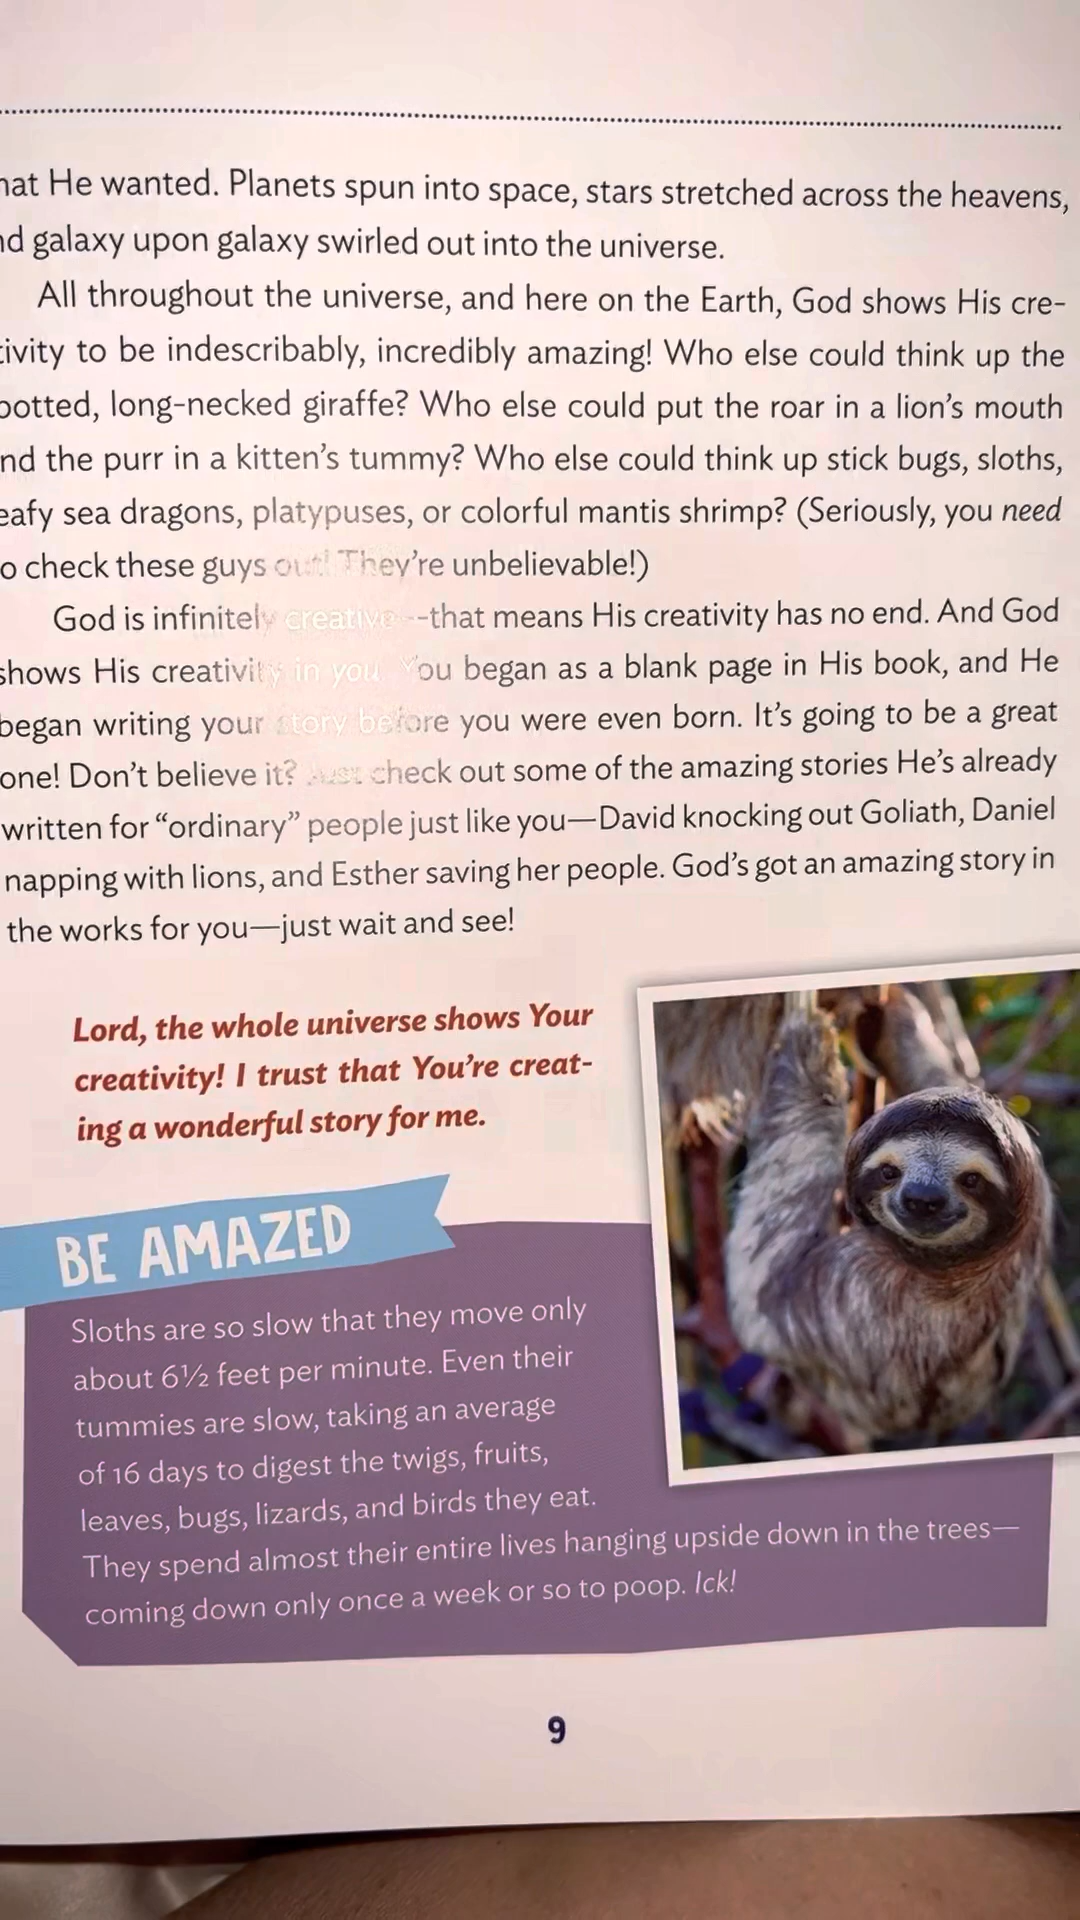 hat He wanted. Planets spun into space, stars stretched across the heavens,
nd galaxy upon galaxy swirled out into the universe.
All throughout the universe, and here on the Earth, God shows His cre-
tivity to be indescribably, incredibly amazing! Who else could think up the
potted, long-necked giraffe? Who else could put the roar in a lion's mouth
nd the purr in a kitten's tummy? Who else could think up stick bugs, sloths,
eafy sea dragons, platypuses, or colorful mantis shrimp? (Seriously, you need
o check these guys out! They're unbelievable!)
God is infinitely creative—that means His creativity has no end. And God
shows His creativity in you. You began as a blank page in His book, and He
began writing your story before you were even born. It's going to be a great
one! Don't believe it? Just check out some of the amazing stories He's already
written for “ordinary” people just like you—David knocking out Goliath, Daniel
napping with lions, and Esther saving her people. God's got an amazing story in
the works for you—just wait and see!
Lord, the whole universe shows Your
creativity! I trust that You're creat-
ing a wonderful story for me.
BE AMAZED
Sloths are so slow that they move only
about 6½ feet per minute. Even their
tummies are slow, taking an average
of 16 days to digest the twigs, fruits,
leaves, bugs, lizards, and birds they eat.
They spend almost their entire lives hanging upside down in the trees—
coming down only once a week or so to poop. Ick!
9